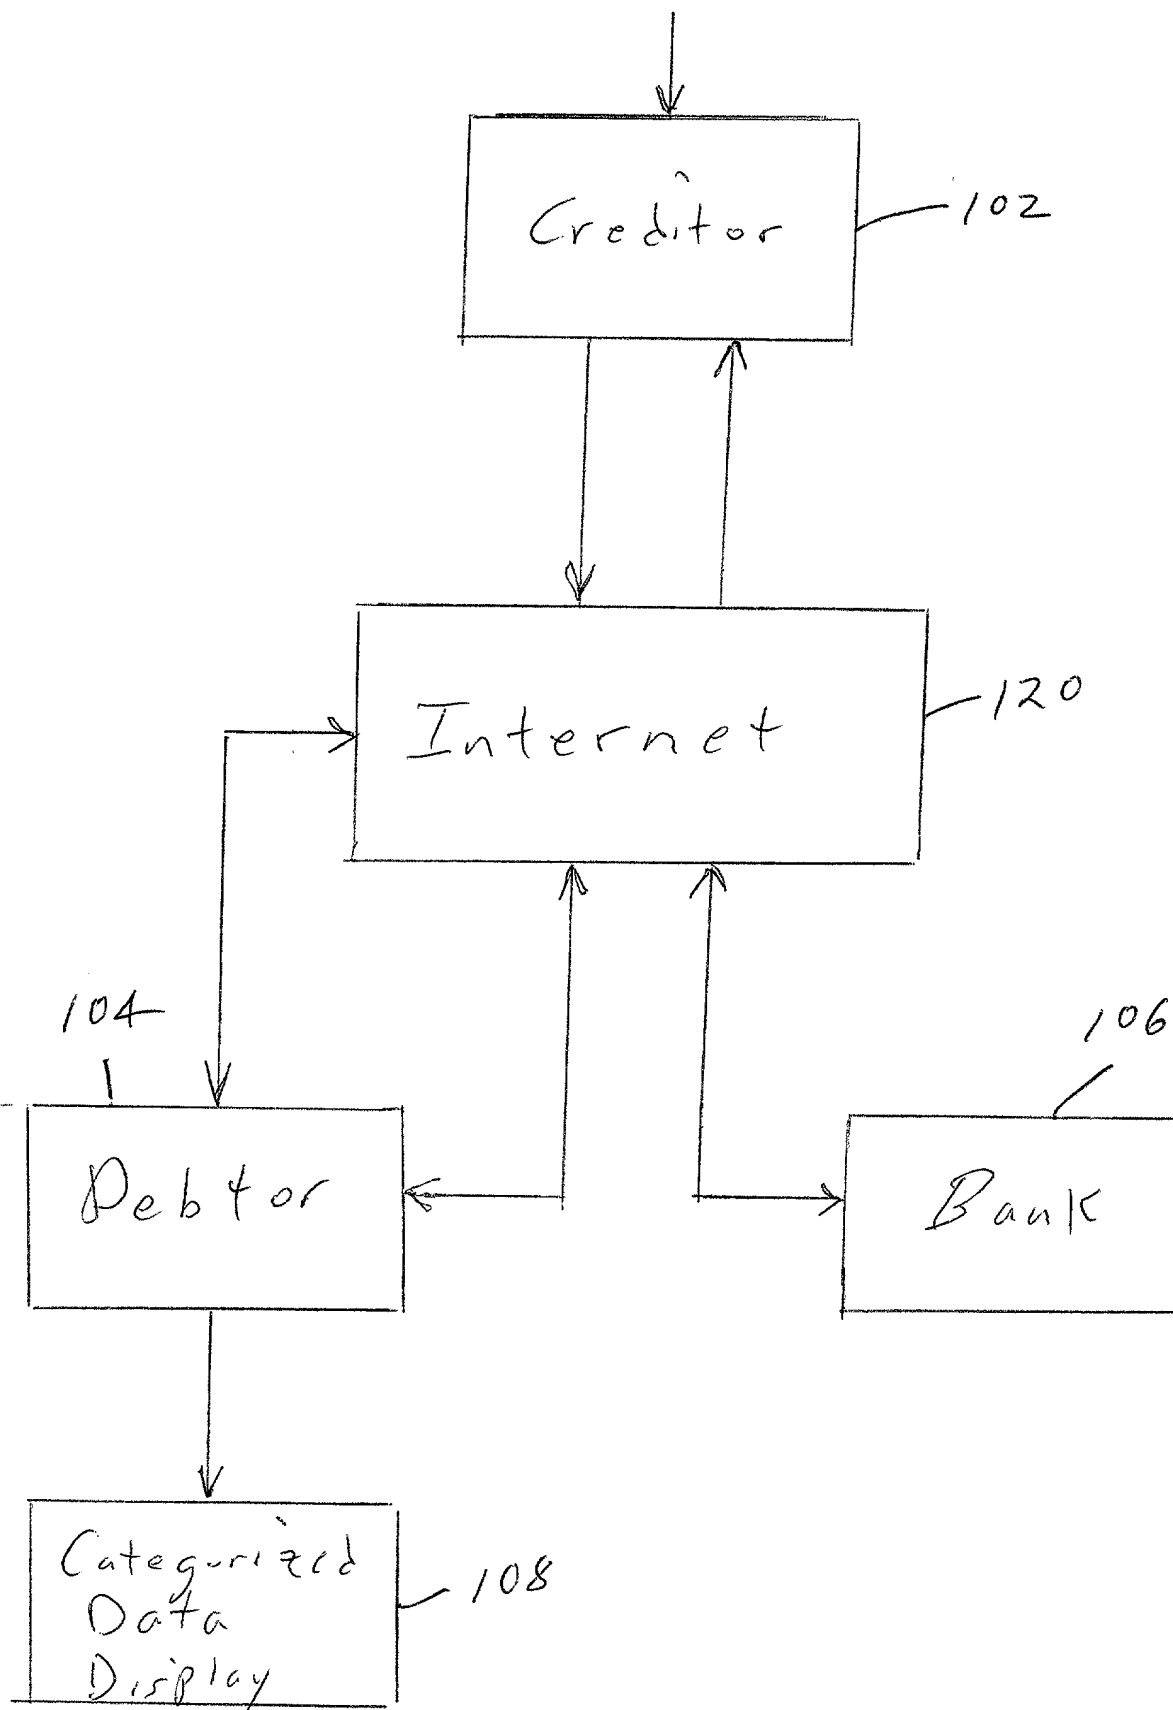 Creditor
102
Internet
120
104
106
Debtor
Bank
Categorized
Data
Display
108